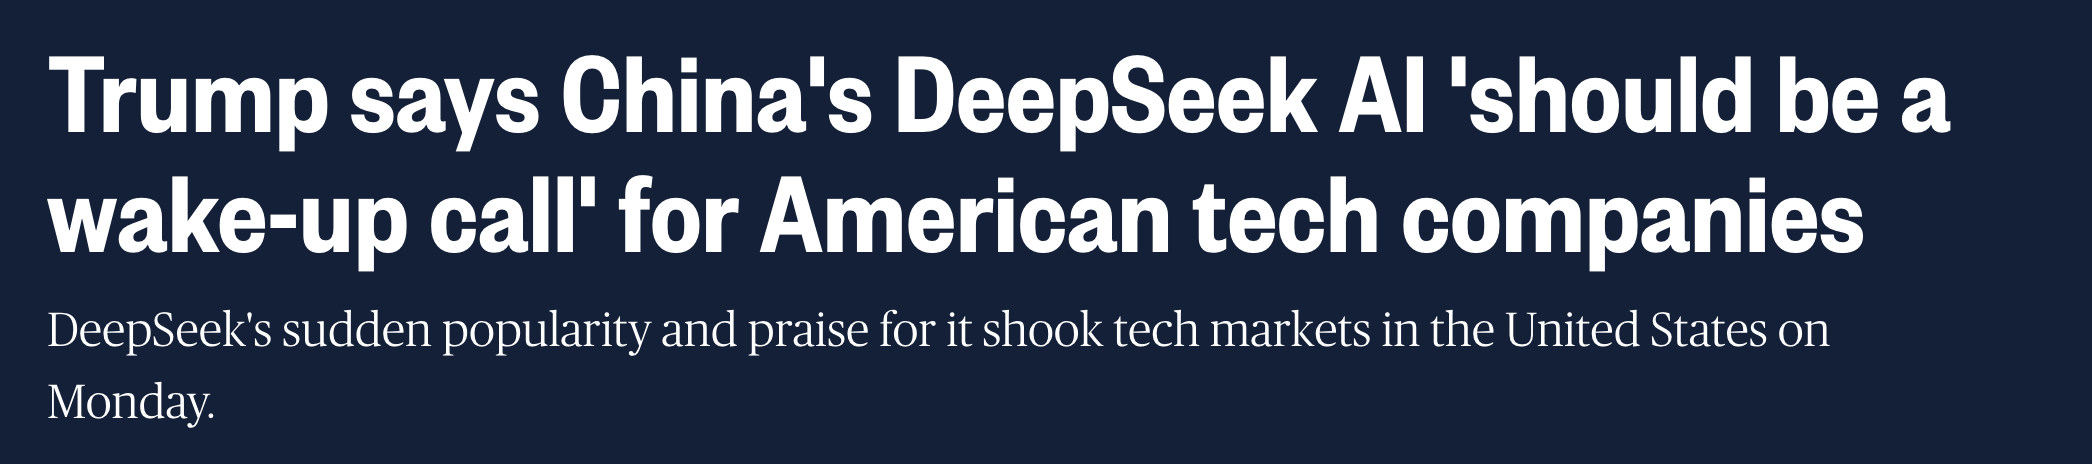 Trump says China's DeepSeek AI 'should be a
wake-up call' for American tech companies
DeepSeek's sudden popularity and praise for it shook tech markets in the United States on
Monday.